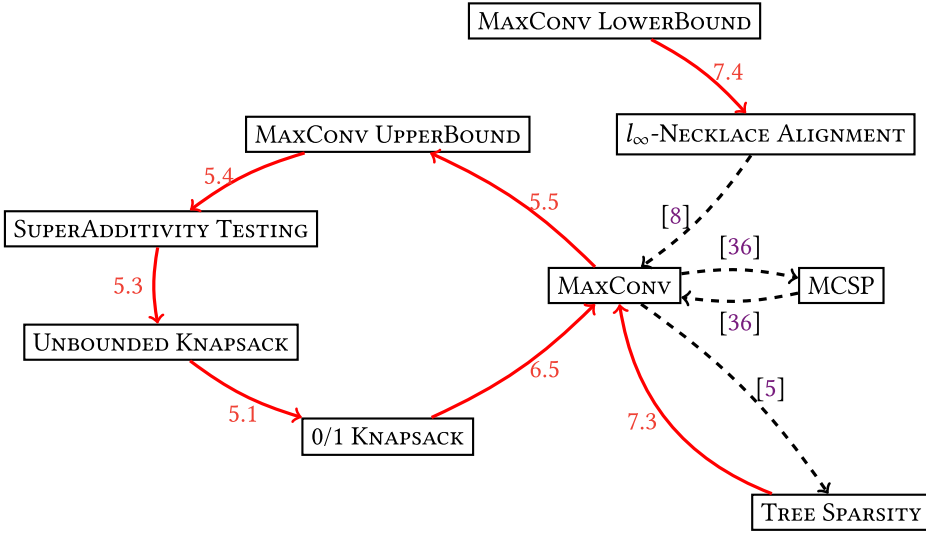 MaxConv LowerBound
7.4
MaxConv UpperBound
l∞-Necklace Alignment
5.4
5.5
[8]
SuperAdditivity Testing
[36]
5.3
MaxConv
MCSP
[36]
Unbounded Knapsack
6.5
[5]
5.1
7.3
0/1 Knapsack
Tree Sparsity